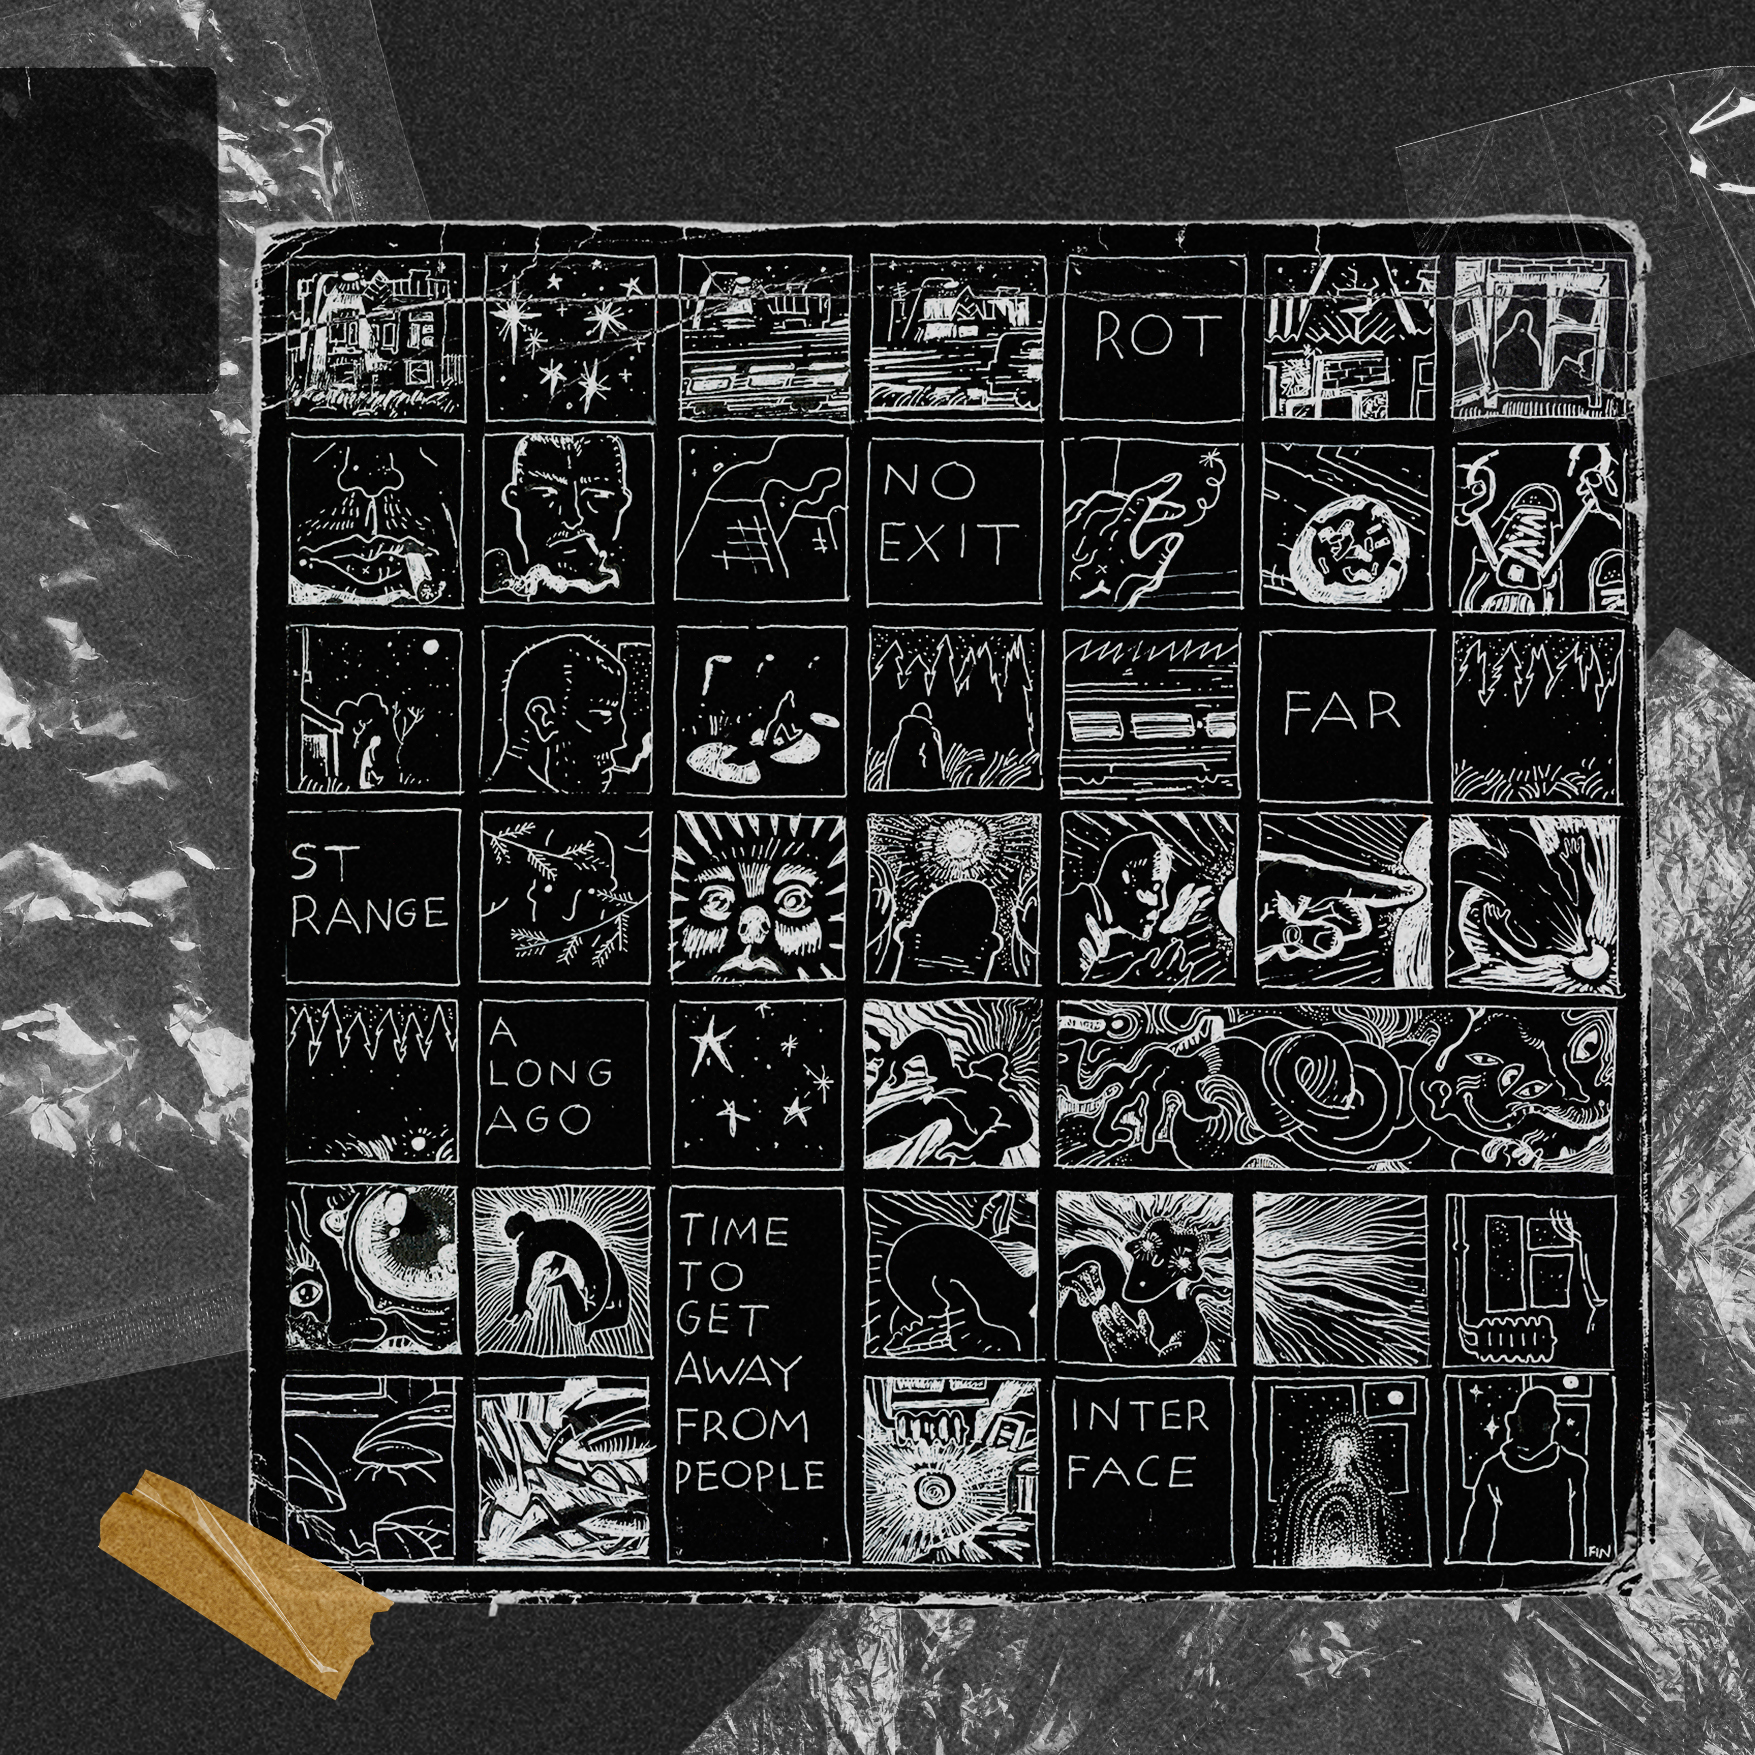 ROT
NO
EXIT
FAR
ST
RANGE
A
LONG
AGO
TIME
TO
GET
AWAY
FROM
PEOPLE
INTER
FACE
FIN